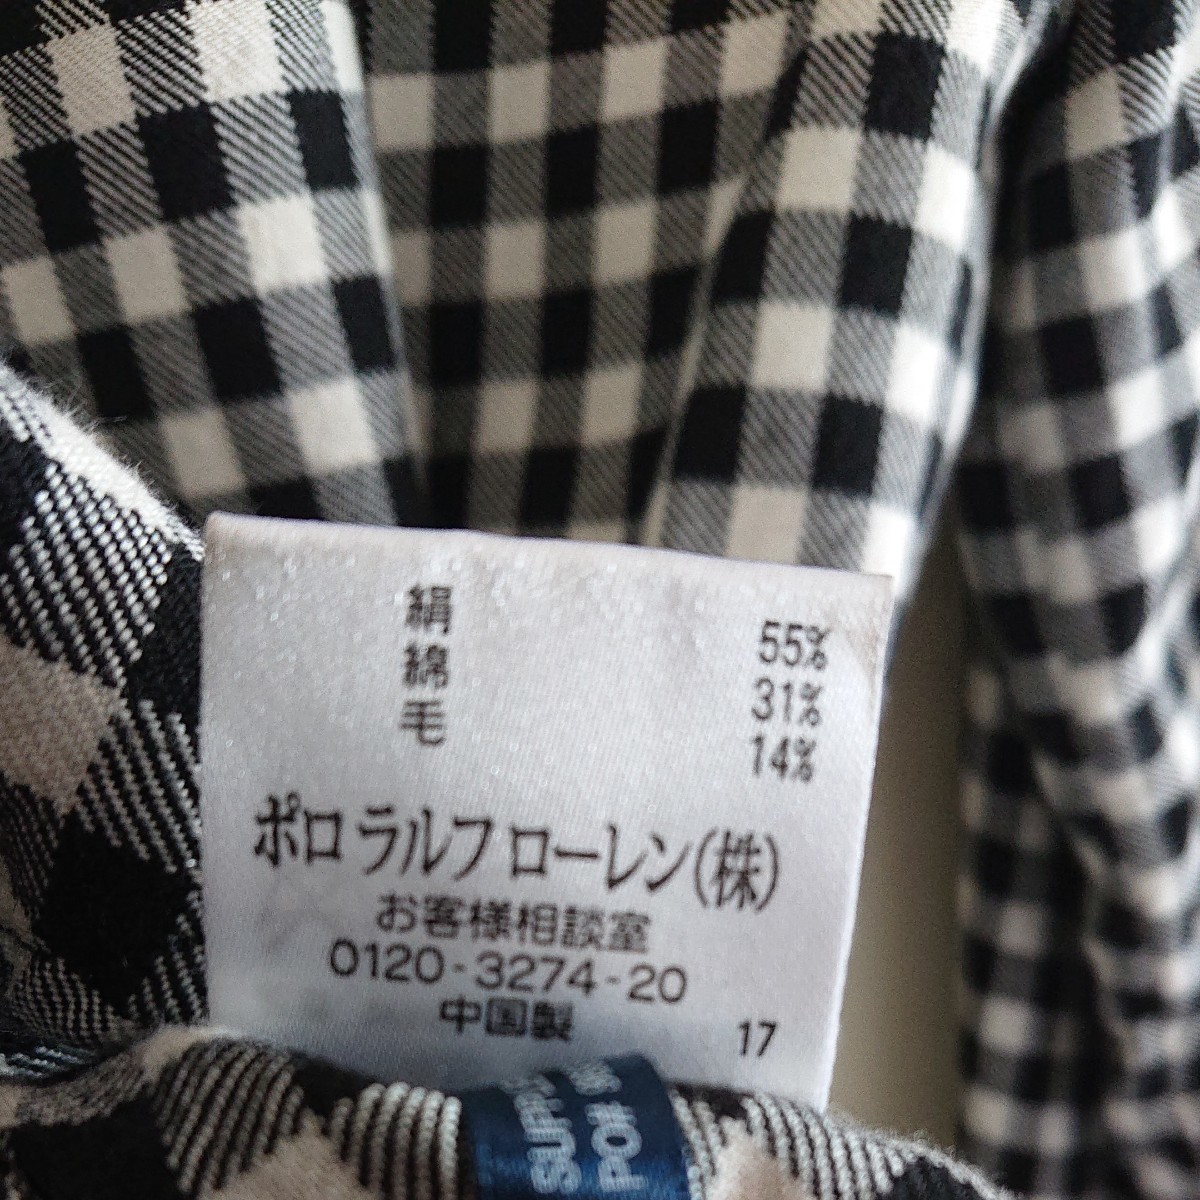 絹 55%
綿 31%
毛 14%
ポロ ラルフ ローレン(株)
お客様相談室
0120-3274-20
中国製 17